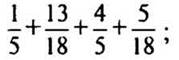 1/5 + 13/18 + 4/5 + 5/18 ;